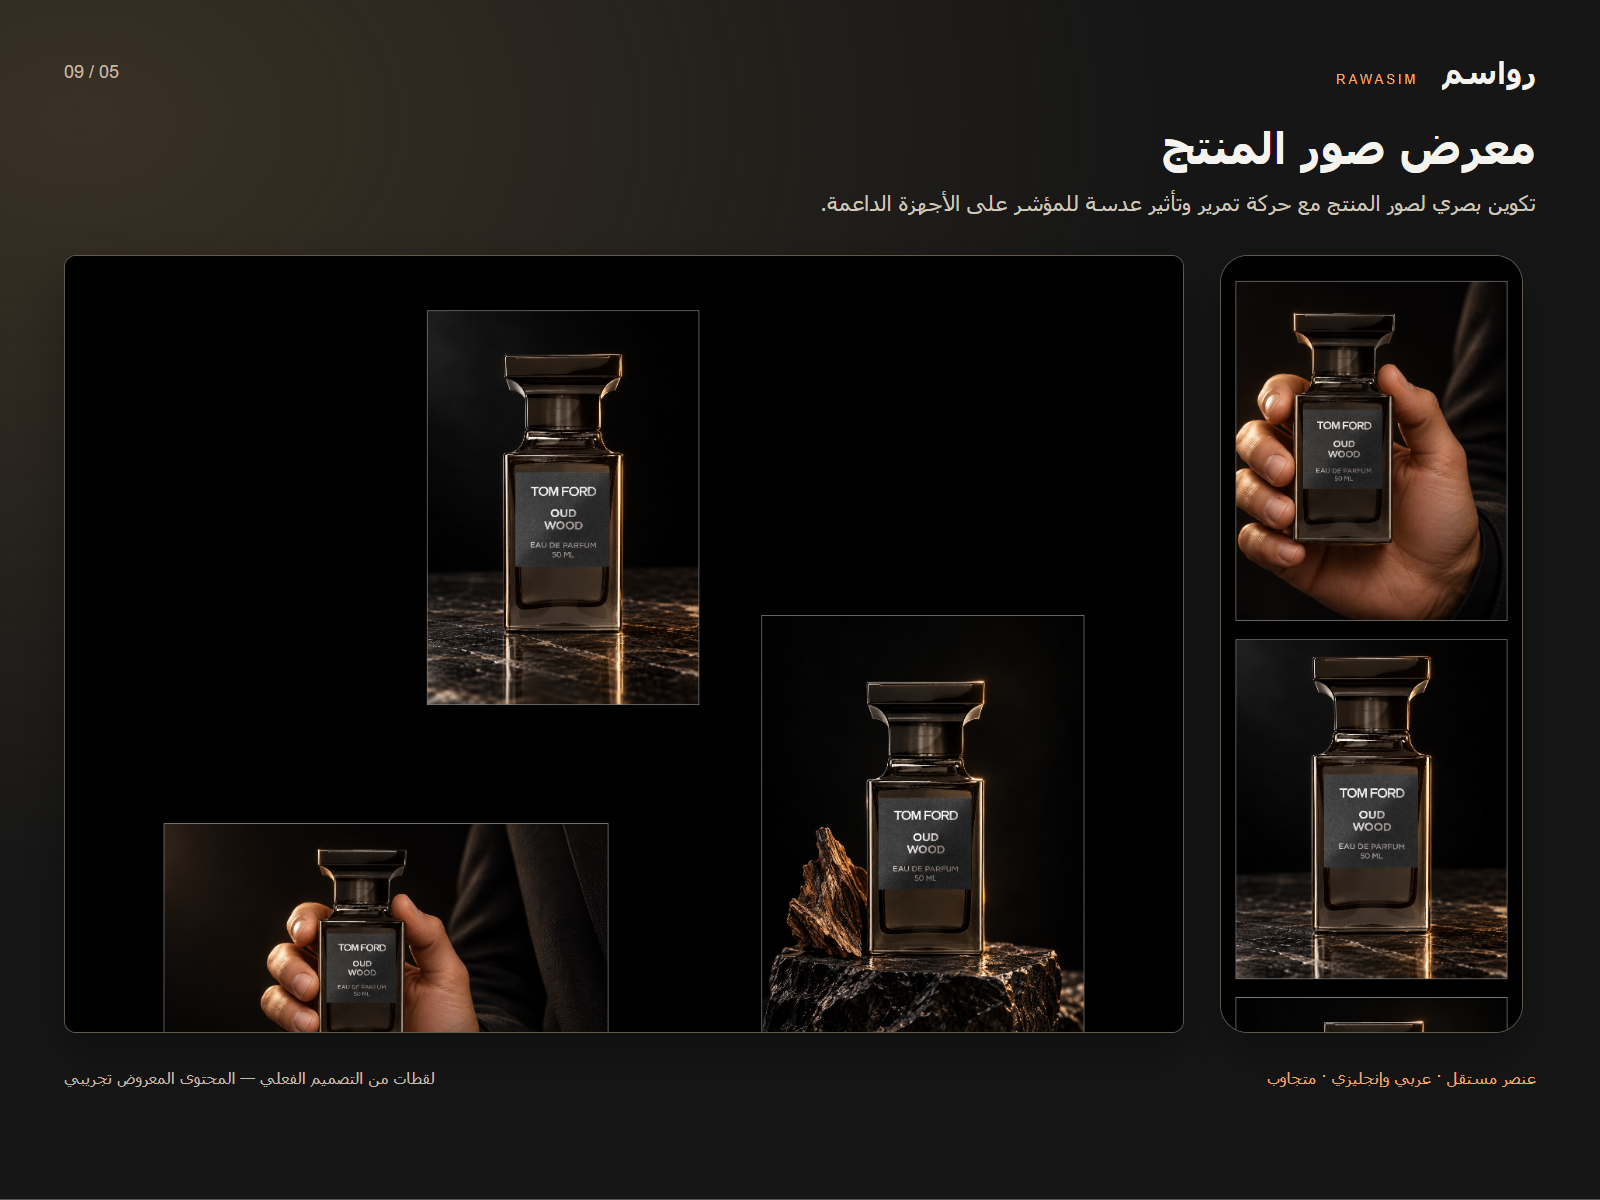 رواسم RAWASIM
09 / 05
معرض صور المنتج
تكوين بصري لصور المنتج مع حركة تمرير وتأثير عدسة للمؤشر على الأجهزة الداعمة.
TOM FORD
OUD
WOOD
EAU DE PARFUM
50 ML
TOM FORD
OUD
WOOD
EAU DE PARFUM
50 ML
TOM FORD
OUD
WOOD
EAU DE PARFUM
50 ML
TOM FORD
OUD
WOOD
EAU DE PARFUM
50 ML
TOM FORD
OUD
WOOD
EAU DE PARFUM
50 ML
عنصر مستقل · عربي وإنجليزي · متجاوب
لقطات من التصميم الفعلي — المحتوى المعروض تجريبي